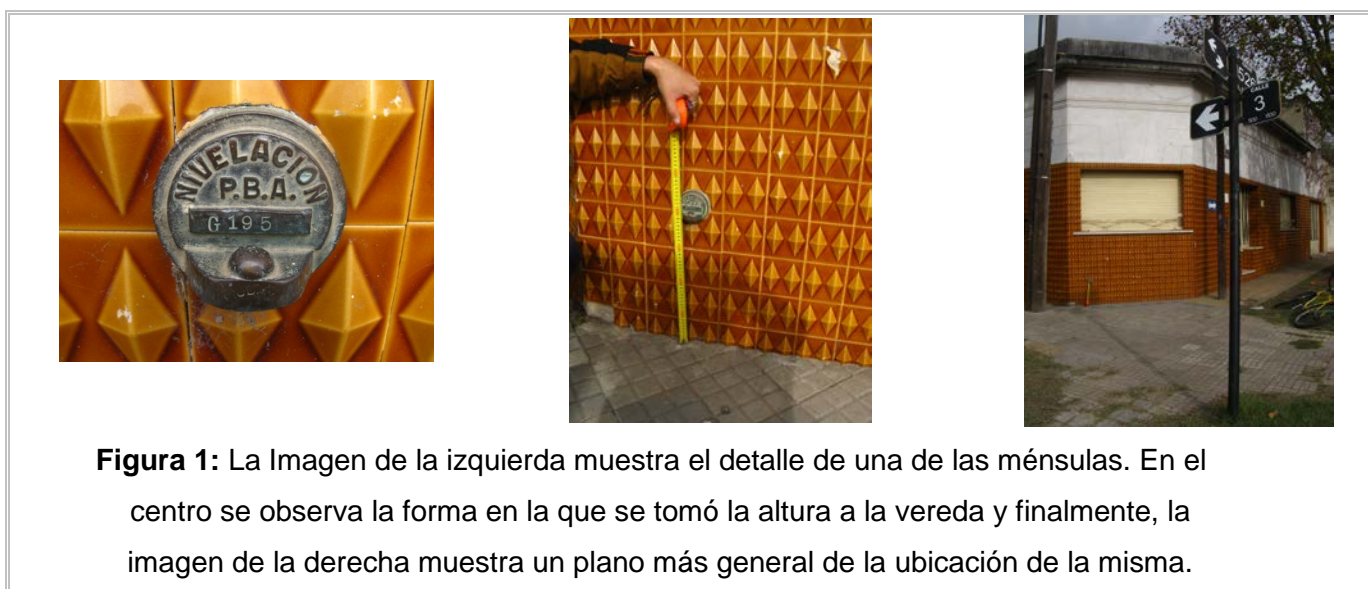 NIVELACION
P.B.A.
G195
CALLE
3
Figura 1: La Imagen de la izquierda muestra el detalle de una de las ménsulas. En el
centro se observa la forma en la que se tomó la altura a la vereda y finalmente, la
imagen de la derecha muestra un plano más general de la ubicación de la misma.